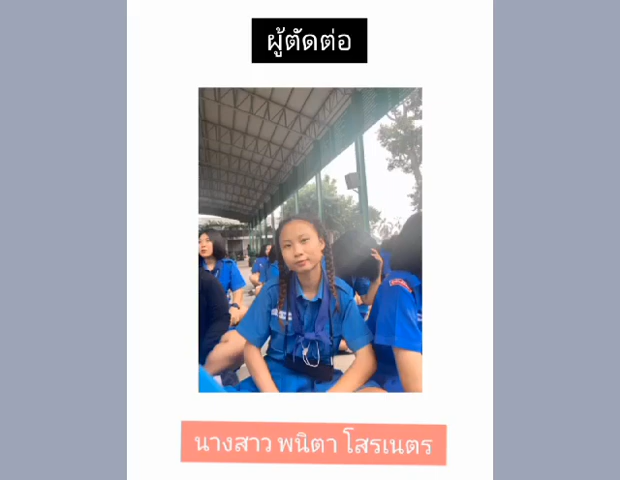 ผู้ตัดต่อ
นางสาว พนิตา โสรเนตร